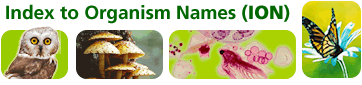 Index to Organism Names (ION)